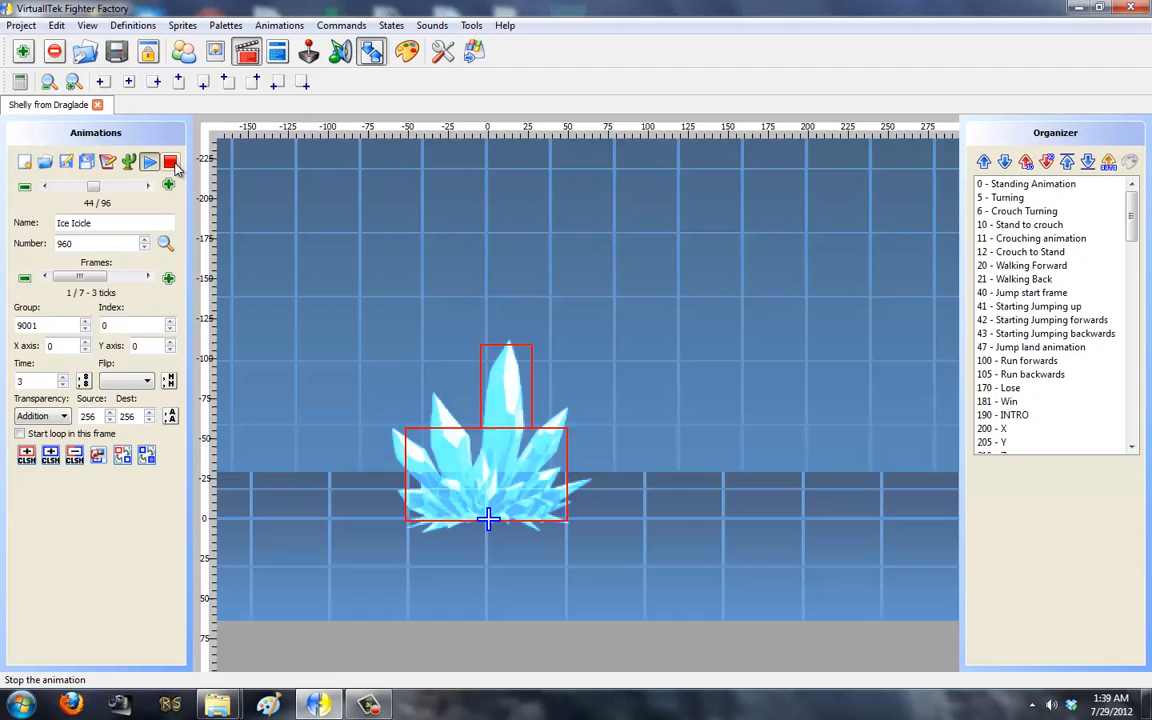 VirtuallTek Fighter Factory
Project Edit View Definitions Sprites Palettes Animations Commands States Sounds Tools Help
Shelly from Draglade
Animations
44 / 96
Name: Ice Icicle
Number: 960
Frames:
1 / 7 - 3 ticks
Group: Index:
9001 0
X axis: 0 Y axis: 0
Time: Flip:
3
Transparency: Source: Dest:
Addition 256 256
Start loop in this frame
CLSN CLSN CLSN
-150 -125 -100 -75 -50 -25 0 25 50 75 100 125 150 175 200 225 250 275
-225
-200
-175
-150
-125
-100
-75
-50
-25
0
25
50
75
Organizer
0 - Standing Animation
5 - Turning
6 - Crouch Turning
10 - Stand to crouch
11 - Crouching animation
12 - Crouch to Stand
20 - Walking Forward
21 - Walking Back
40 - Jump start frame
41 - Starting Jumping up
42 - Starting Jumping forwards
43 - Starting Jumping backwards
47 - Jump land animation
100 - Run forwards
105 - Run backwards
170 - Lose
181 - Win
190 - INTRO
200 - X
205 - Y
Stop the animation
RS
1:39 AM
7/29/2012